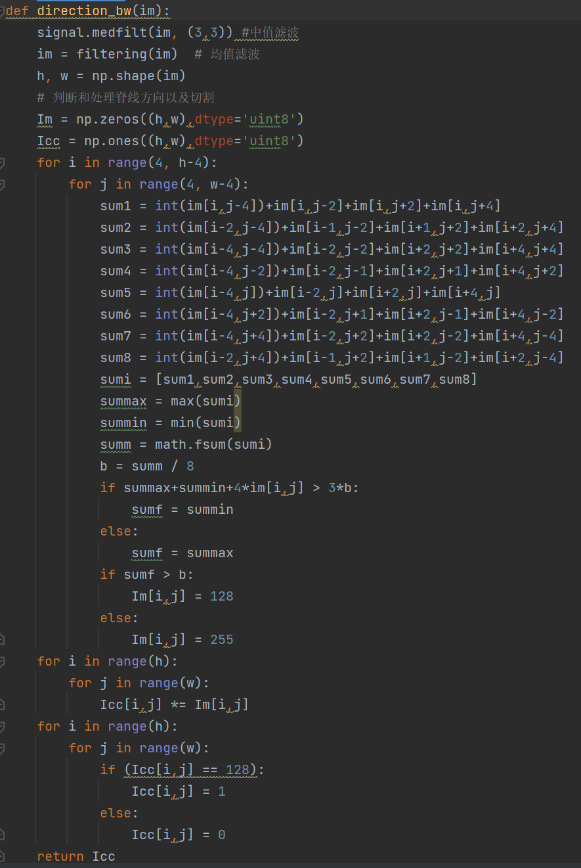 def direction_bw(im):
    signal.medfilt(im, (3,3)) #中值滤波
    im = filtering(im)  # 均值滤波
    h, w = np.shape(im)
    # 判断和处理脊线方向以及切割
    Im = np.zeros((h,w),dtype='uint8')
    Icc = np.ones((h,w),dtype='uint8')
    for i in range(4, h-4):
        for j in range(4, w-4):
            sum1 = int(im[i,j-4])+im[i,j-2]+im[i,j+2]+im[i,j+4]
            sum2 = int(im[i-2,j-4])+im[i-1,j-2]+im[i+1,j+2]+im[i+2,j+4]
            sum3 = int(im[i-4,j-4])+im[i-2,j-2]+im[i+2,j+2]+im[i+4,j+4]
            sum4 = int(im[i-4,j-2])+im[i-2,j-1]+im[i+2,j+1]+im[i+4,j+2]
            sum5 = int(im[i-4,j])+im[i-2,j]+im[i+2,j]+im[i+4,j]
            sum6 = int(im[i-4,j+2])+im[i-2,j+1]+im[i+2,j-1]+im[i+4,j-2]
            sum7 = int(im[i-4,j+4])+im[i-2,j+2]+im[i+2,j-2]+im[i+4,j-4]
            sum8 = int(im[i-2,j+4])+im[i-1,j+2]+im[i+1,j-2]+im[i+2,j-4]
            sumi = [sum1,sum2,sum3,sum4,sum5,sum6,sum7,sum8]
            summax = max(sumi)
            summin = min(sumi)
            summ = math.fsum(sumi)
            b = summ / 8
            if summax+summin+4*im[i,j] > 3*b:
                sumf = summin
            else:
                sumf = summax
            if sumf > b:
                Im[i,j] = 128
            else:
                Im[i,j] = 255
    for i in range(h):
        for j in range(w):
            Icc[i,j] *= Im[i,j]
    for i in range(h):
        for j in range(w):
            if (Icc[i,j] == 128):
                Icc[i,j] = 1
            else:
                Icc[i,j] = 0
    return Icc